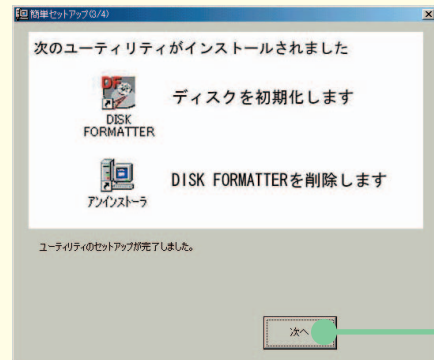 簡単セットアップ(3/4)
次のユーティリティがインストールされました
DISK
FORMATTER
ディスクを初期化します
アンインストーラ
DISK FORMATTERを削除します
ユーティリティのセットアップが完了しました。
次へ